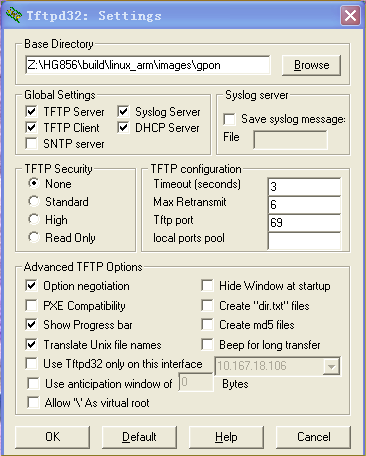 Tftpd32: Settings
Base Directory
Z:\HG856\build\linux_arm\images\gpon
Browse
Global Settings
TFTP Server
Syslog Server
TFTP Client
DHCP Server
SNTP server
Syslog server
Save syslog message:
File
TFTP Security
None
Standard
High
Read Only
TFTP configuration
Timeout (seconds) 3
Max Retransmit 6
Tftp port 69
local ports pool
Advanced TFTP Options
Option negotiation
Hide Window at startup
PXE Compatibility
Create "dir.txt" files
Show Progress bar
Create md5 files
Translate Unix file names
Beep for long transfer
Use Tftpd32 only on this interface 10.167.18.106
Use anticipation window of 0 Bytes
Allow '\' As virtual root
OK
Default
Help
Cancel